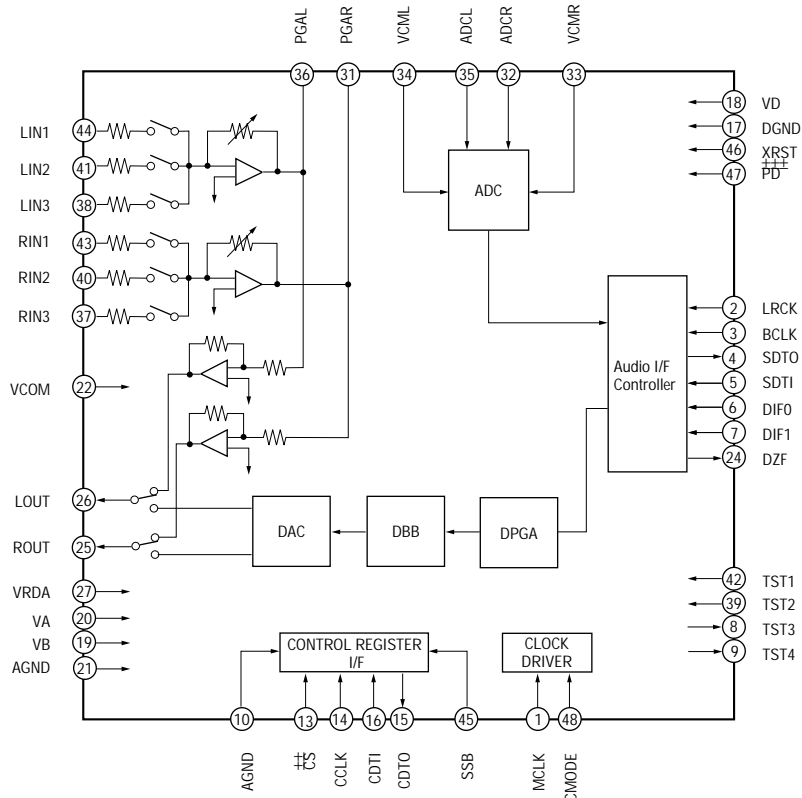 PGAL
PGAR
VCML
ADCL
ADCR
VCMR
36
31
34
35
32
33
LIN1
44
LIN2
41
LIN3
38
RIN1
43
RIN2
40
RIN3
37
VCOM
22
LOUT
26
ROUT
25
VRDA
27
VA
20
VB
19
AGND
21
ADC
Audio I/F
Controller
DAC
DBB
DPGA
CONTROL REGISTER
I/F
CLOCK
DRIVER
18 VD
17 DGND
46 XRST
47 PD
2 LRCK
3 BCLK
4 SDTO
5 SDTI
6 DIF0
7 DIF1
24 DZF
42 TST1
39 TST2
8 TST3
9 TST4
10
13
14
16
15
45
1
48
AGND
CS
CCLK
CDTI
CDTO
SSB
MCLK
CMODE